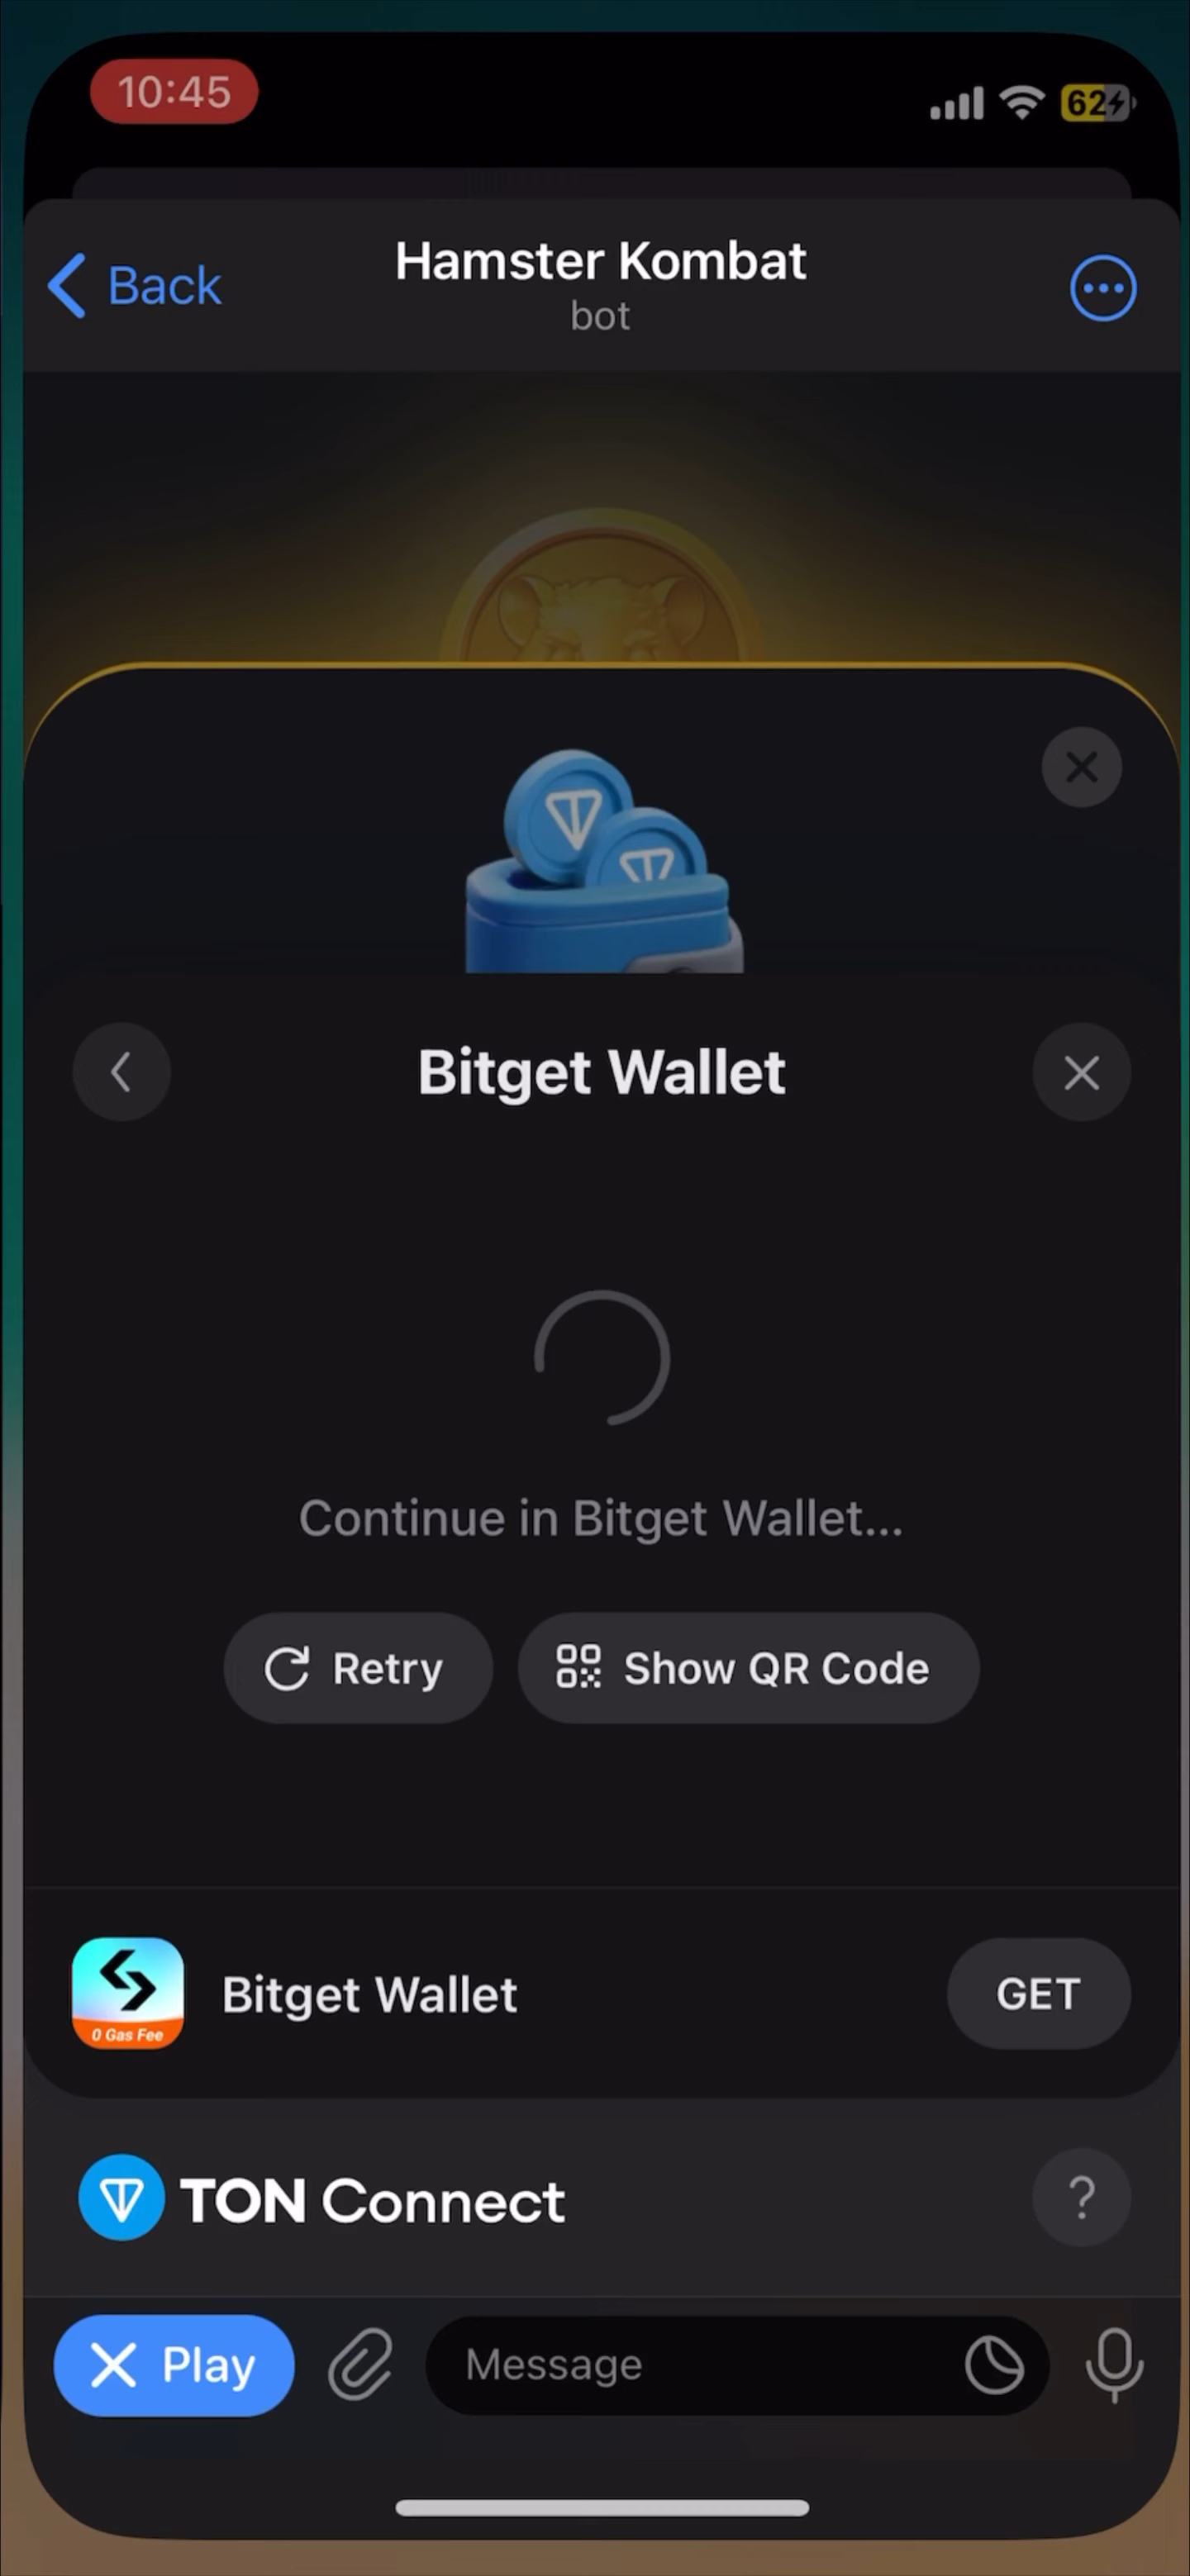 10:45
62
Back
Hamster Kombat
bot
Bitget Wallet
Continue in Bitget Wallet...
Retry
Show QR Code
0 Gas Fee
Bitget Wallet
GET
TON Connect
?
Play
Message